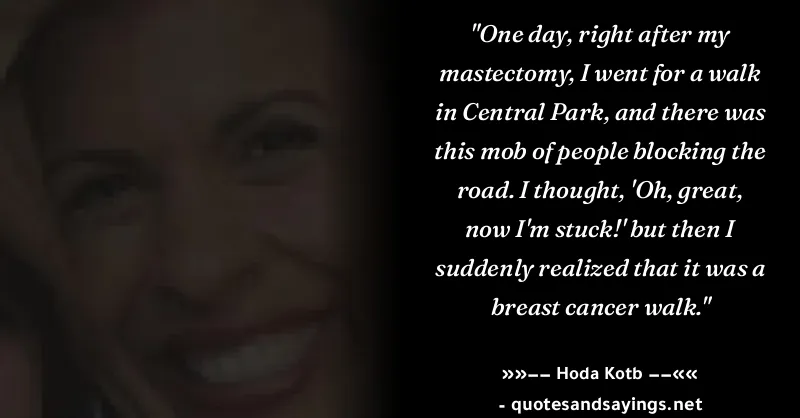 "One day, right after my
mastectomy, I went for a walk
in Central Park, and there was
this mob of people blocking the
road. I thought, 'Oh, great,
now I'm stuck!' but then I
suddenly realized that it was a
breast cancer walk."
»»−− Hoda Kotb −−««
- quotesandsayings.net